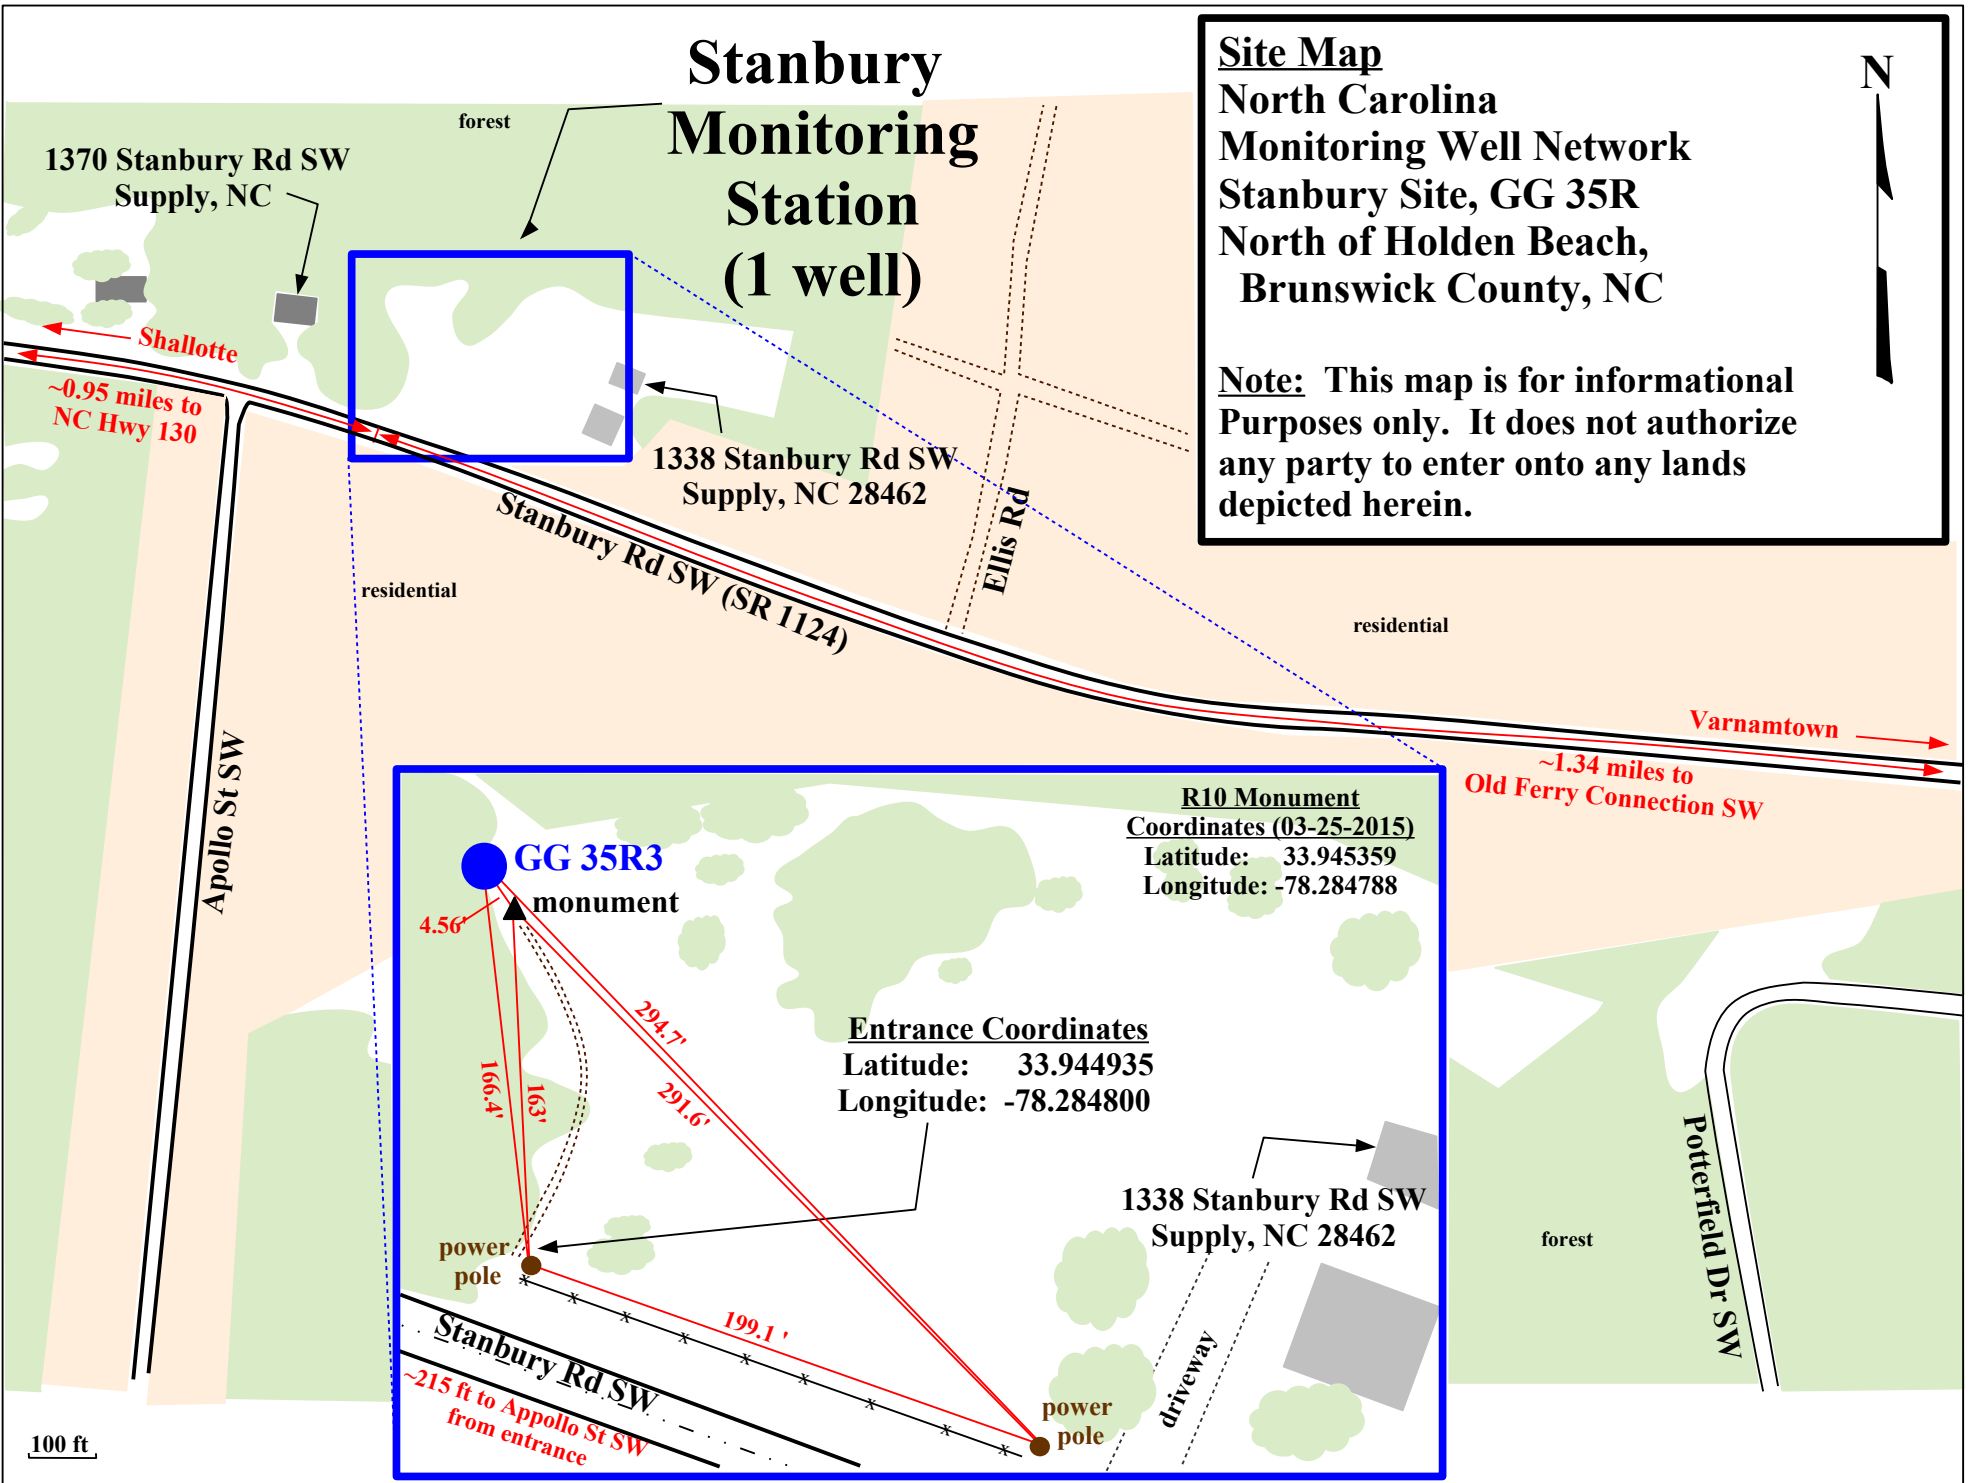 Stanbury
Monitoring
Station
(1 well)
Site Map
North Carolina
Monitoring Well Network
Stanbury Site, GG 35R
North of Holden Beach,
Brunswick County, NC
Note: This map is for informational
Purposes only. It does not authorize
any party to enter onto any lands
depicted herein.
N
forest
1370 Stanbury Rd SW
Supply, NC
Shallotte
~0.95 miles to
NC Hwy 130
1338 Stanbury Rd SW
Supply, NC 28462
Stanbury Rd SW (SR 1124)
Ellis Rd
residential
residential
Varnamtown
~1.34 miles to
Old Ferry Connection SW
Apollo St SW
R10 Monument
Coordinates (03-25-2015)
Latitude: 33.945359
Longitude: -78.284788
GG 35R3
monument
4.56'
294.7'
291.6'
166.4'
163'
Entrance Coordinates
Latitude: 33.944935
Longitude: -78.284800
1338 Stanbury Rd SW
Supply, NC 28462
power
pole
199.1 '
x x x x x x x x x
Stanbury Rd SW
~215 ft to Appollo St SW
from entrance
power
pole
driveway
forest
Potterfield Dr SW
100 ft